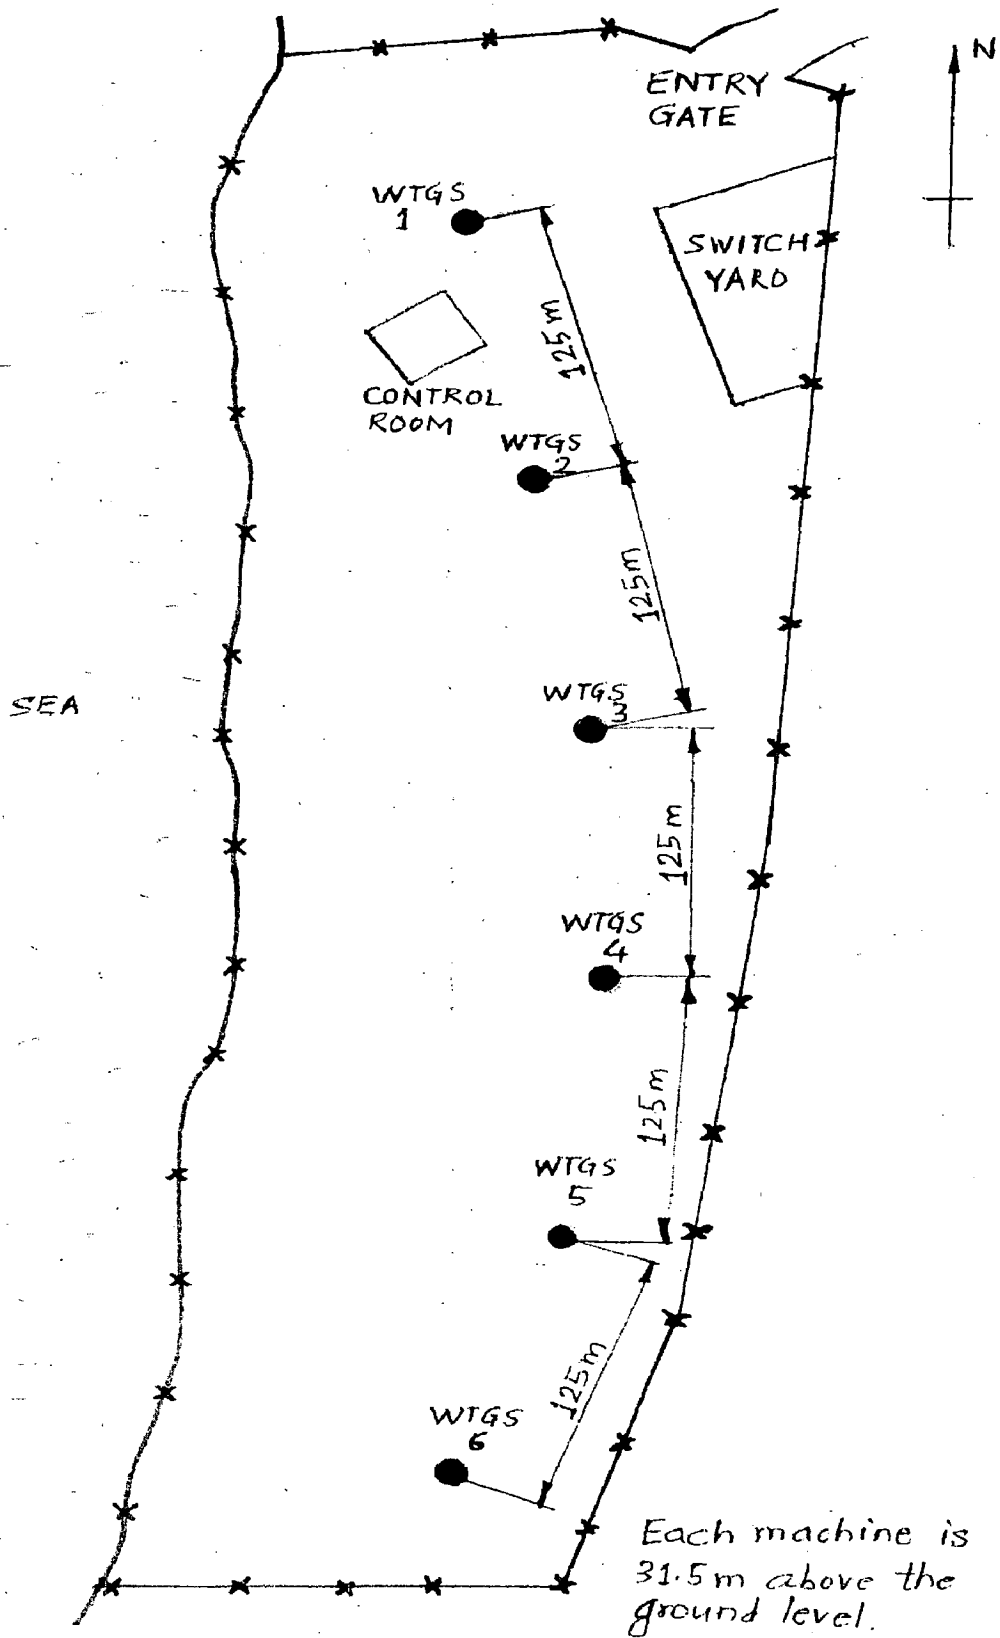 N
ENTRY
GATE
WTGS
1
SWITCH
YARD
125m
CONTROL
ROOM
WTGS
2
125m
SEA
WTGS
3
125m
WTGS
4
125m
WTGS
5
125m
WTGS
6
Each machine is
31.5m above the
ground level.